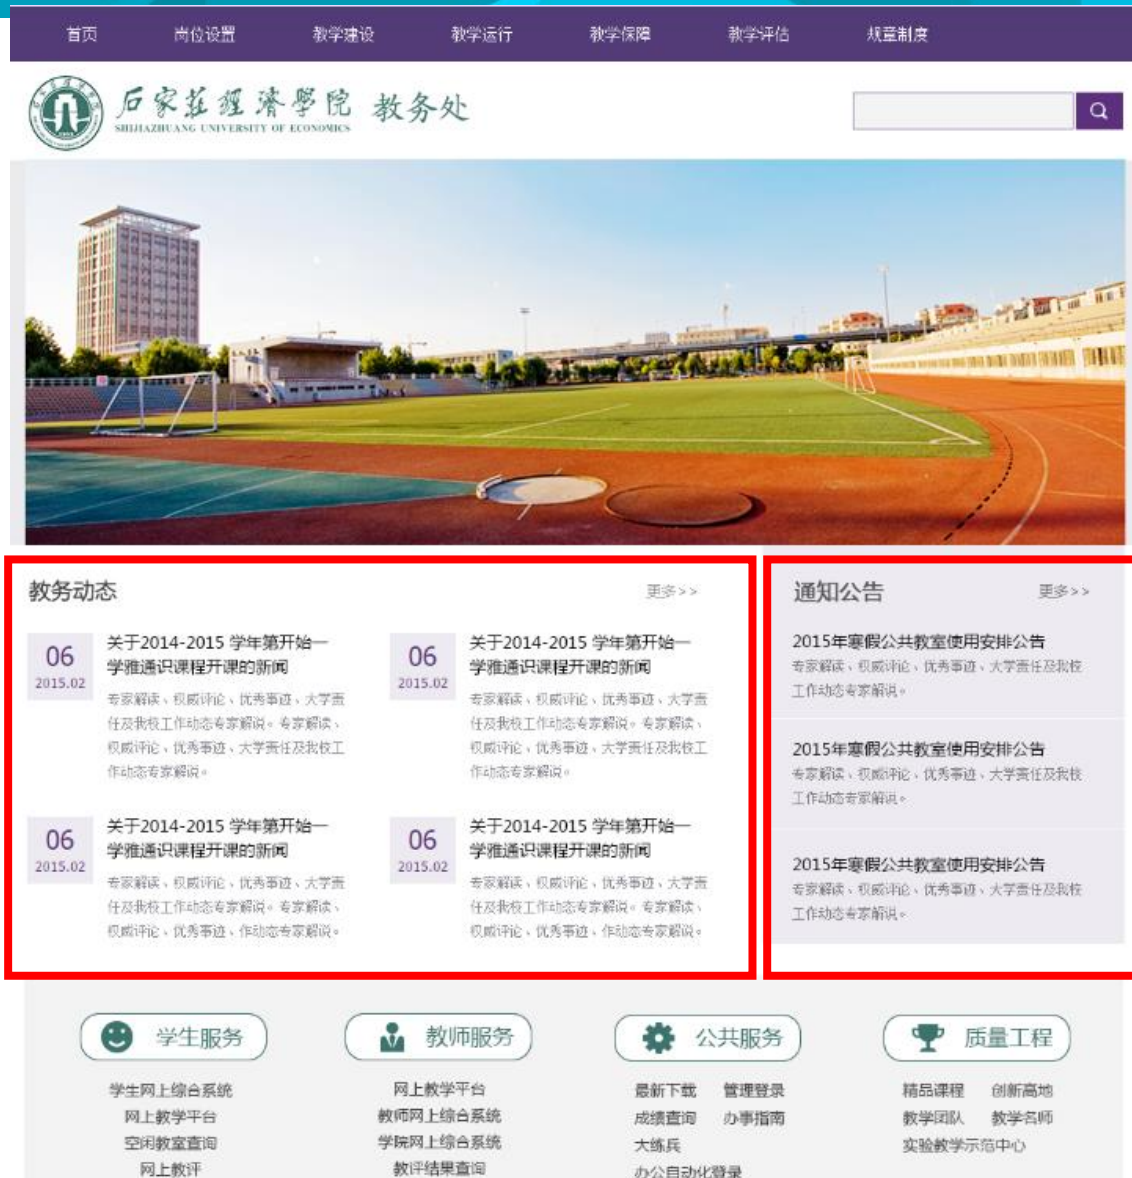 首页 岗位设置 教学建设 教学运行 教学保障 教学评估 规章制度
石家莊經濟學院 教务处
SHIJIAZHUANG UNIVERSITY OF ECONOMICS
教务动态 更多>>
06
2015.02
关于2014-2015 学年第开始一
学雅通识课程开课的新闻
专家解读、权威评论、优秀事迹、大学责
任及我校工作动态专家解说。专家解读、
权威评论、优秀事迹、大学责任及我校工
作动态专家解说。
06
2015.02
关于2014-2015 学年第开始一
学雅通识课程开课的新闻
专家解读、权威评论、优秀事迹、大学责
任及我校工作动态专家解说。专家解读、
权威评论、优秀事迹、大学责任及我校工
作动态专家解说。
06
2015.02
关于2014-2015 学年第开始一
学雅通识课程开课的新闻
专家解读、权威评论、优秀事迹、大学责
任及我校工作动态专家解说。专家解读、
权威评论、优秀事迹、作动态专家解说。
06
2015.02
关于2014-2015 学年第开始一
学雅通识课程开课的新闻
专家解读、权威评论、优秀事迹、大学责
任及我校工作动态专家解说。专家解读、
权威评论、优秀事迹、作动态专家解说。
通知公告 更多>>
2015年寒假公共教室使用安排公告
专家解读、权威评论、优秀事迹、大学责任及我校
工作动态专家解说。
2015年寒假公共教室使用安排公告
专家解读、权威评论、优秀事迹、大学责任及我校
工作动态专家解说。
2015年寒假公共教室使用安排公告
专家解读、权威评论、优秀事迹、大学责任及我校
工作动态专家解说。
学生服务
学生网上综合系统
网上教学平台
空闲教室查询
网上教评
教师服务
网上教学平台
教师网上综合系统
学院网上综合系统
教评结果查询
公共服务
最新下载 管理登录
成绩查询 办事指南
大练兵
办公自动化登录
质量工程
精品课程 创新高地
教学团队 教学名师
实验教学示范中心